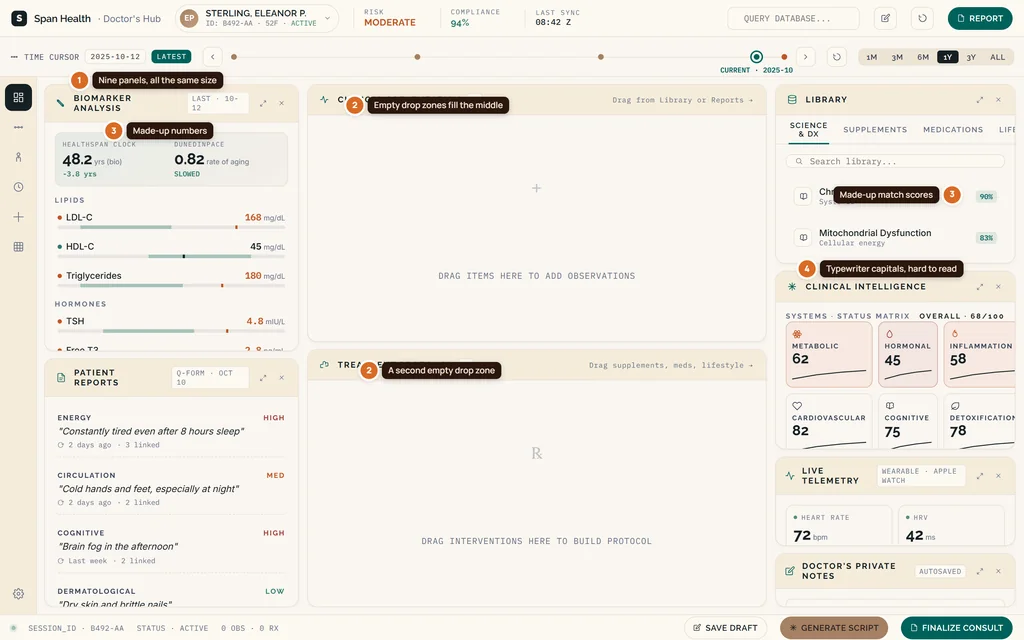 S Span Health · Doctor's Hub
EP STERLING, ELEANOR P.
ID: B492-AA · 52F · ACTIVE
RISK
MODERATE
COMPLIANCE
94%
LAST SYNC
08:42 Z
QUERY DATABASE...
REPORT
TIME CURSOR 2025-10-12 LATEST
CURRENT · 2025-10
1M 3M 6M 1Y 3Y ALL
1 Nine panels, all the same size
BIOMARKER ANALYSIS
LAST · 10-12
3 Made-up numbers
HEALTHSPAN CLOCK
48.2 yrs (bio)
-3.8 yrs
DUNEDINPACE
0.82 rate of aging
SLOWED
LIPIDS
LDL-C 168 mg/dL
HDL-C 45 mg/dL
Triglycerides 180 mg/dL
HORMONES
TSH 4.8 mIU/L
Free T3 2.8
PATIENT REPORTS
Q-FORM · OCT 10
ENERGY HIGH
"Constantly tired even after 8 hours sleep"
2 days ago · 3 linked
CIRCULATION MED
"Cold hands and feet, especially at night"
2 days ago · 2 linked
COGNITIVE HIGH
"Brain fog in the afternoon"
Last week · 2 linked
DERMATOLOGICAL LOW
"Dry skin and brittle nails"
2 Empty drop zones fill the middle
Drag from Library or Reports →
+
DRAG ITEMS HERE TO ADD OBSERVATIONS
TREA
2 A second empty drop zone
Drag supplements, meds, lifestyle →
℞
DRAG INTERVENTIONS HERE TO BUILD PROTOCOL
LIBRARY
SCIENCE & DX SUPPLEMENTS MEDICATIONS LIFE
Search library...
Made-up match scores 3
90%
Mitochondrial Dysfunction
Cellular energy
83%
4 Typewriter capitals, hard to read
CLINICAL INTELLIGENCE
SYSTEMS · STATUS MATRIX OVERALL · 68/100
METABOLIC
62
HORMONAL
45
INFLAMMATION
58
CARDIOVASCULAR
82
COGNITIVE
75
DETOXIFICATION
78
LIVE TELEMETRY
WEARABLE · APPLE WATCH
HEART RATE
72 bpm
HRV
42 ms
DOCTOR'S PRIVATE NOTES
AUTOSAVED
SESSION_ID · B492-AA STATUS · ACTIVE 0 OBS · 0 RX
SAVE DRAFT
GENERATE SCRIPT
FINALIZE CONSULT